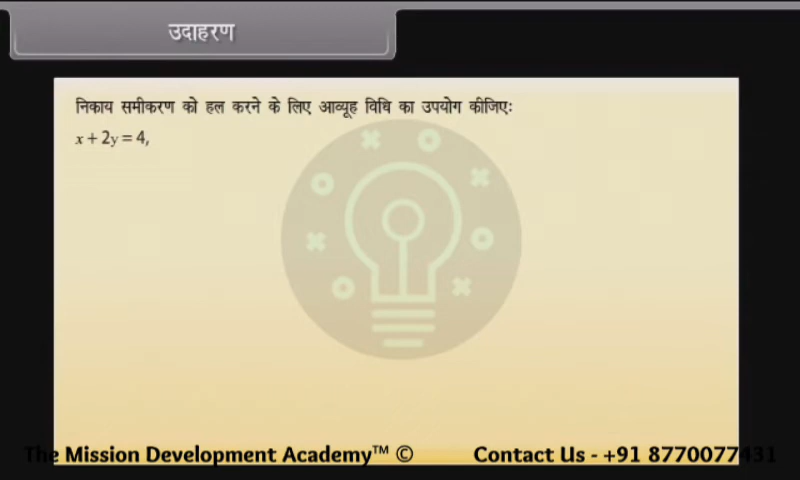 उदाहरण
निकाय समीकरण को हल करने के लिए आव्यूह विधि का उपयोग कीजिए:
x + 2y = 4,
The Mission Development Academy™ © Contact Us - +91 8770077431